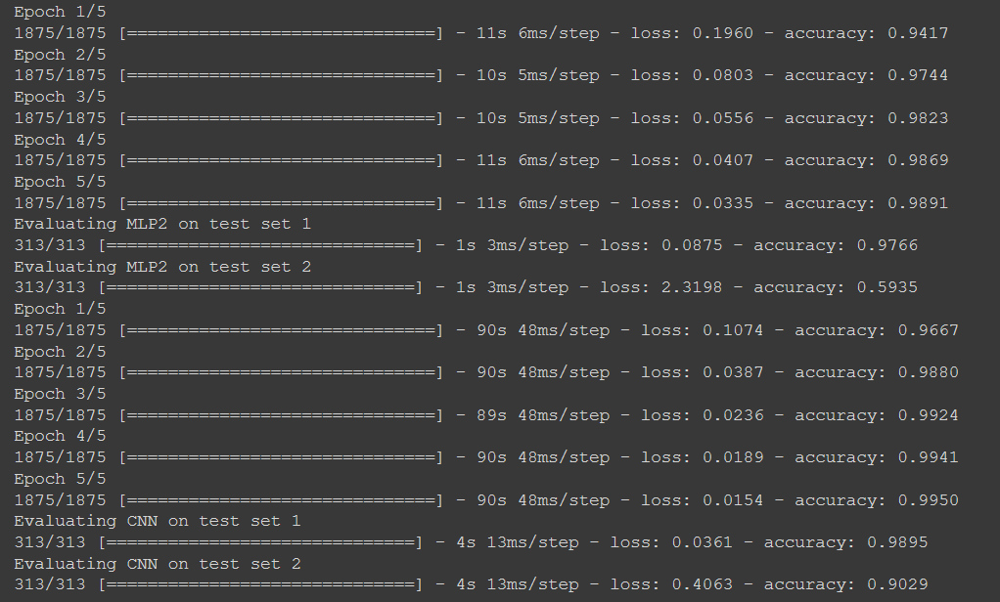 Epoch 1/5
1875/1875 [==============================] - 11s 6ms/step - loss: 0.1960 - accuracy: 0.9417
Epoch 2/5
1875/1875 [==============================] - 10s 5ms/step - loss: 0.0803 - accuracy: 0.9744
Epoch 3/5
1875/1875 [==============================] - 10s 5ms/step - loss: 0.0556 - accuracy: 0.9823
Epoch 4/5
1875/1875 [==============================] - 11s 6ms/step - loss: 0.0407 - accuracy: 0.9869
Epoch 5/5
1875/1875 [==============================] - 11s 6ms/step - loss: 0.0335 - accuracy: 0.9891
Evaluating MLP2 on test set 1
313/313 [==============================] - 1s 3ms/step - loss: 0.0875 - accuracy: 0.9766
Evaluating MLP2 on test set 2
313/313 [==============================] - 1s 3ms/step - loss: 2.3198 - accuracy: 0.5935
Epoch 1/5
1875/1875 [==============================] - 90s 48ms/step - loss: 0.1074 - accuracy: 0.9667
Epoch 2/5
1875/1875 [==============================] - 90s 48ms/step - loss: 0.0387 - accuracy: 0.9880
Epoch 3/5
1875/1875 [==============================] - 89s 48ms/step - loss: 0.0236 - accuracy: 0.9924
Epoch 4/5
1875/1875 [==============================] - 90s 48ms/step - loss: 0.0189 - accuracy: 0.9941
Epoch 5/5
1875/1875 [==============================] - 90s 48ms/step - loss: 0.0154 - accuracy: 0.9950
Evaluating CNN on test set 1
313/313 [==============================] - 4s 13ms/step - loss: 0.0361 - accuracy: 0.9895
Evaluating CNN on test set 2
313/313 [==============================] - 4s 13ms/step - loss: 0.4063 - accuracy: 0.9029